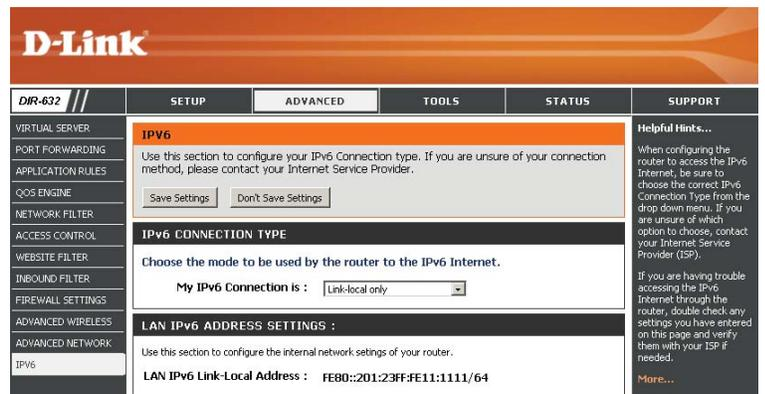 D-Link
DIR-632
SETUP
ADVANCED
TOOLS
STATUS
SUPPORT
VIRTUAL SERVER
PORT FORWARDING
APPLICATION RULES
QOS ENGINE
NETWORK FILTER
ACCESS CONTROL
WEBSITE FILTER
INBOUND FILTER
FIREWALL SETTINGS
ADVANCED WIRELESS
ADVANCED NETWORK
IPV6
IPV6
Use this section to configure your IPv6 Connection type. If you are unsure of your connection
method, please contact your Internet Service Provider.
Save Settings
Don't Save Settings
IPv6 CONNECTION TYPE
Choose the mode to be used by the router to the IPv6 Internet.
My IPv6 Connection is :
Link-local only
LAN IPv6 ADDRESS SETTINGS :
Use this section to configure the internal network setings of your router.
LAN IPv6 Link-Local Address :
FE80::201:23FF:FE11:1111/64
Helpful Hints...
When configuring the
router to access the IPv6
Internet, be sure to
choose the correct IPv6
Connection Type from the
drop down menu. If you
are unsure of which
option to choose, contact
your Internet Service
Provider (ISP).
If you are having trouble
accessing the IPv6
Internet through the
router, double check any
settings you have entered
on this page and verify
them with your ISP if
needed.
More...